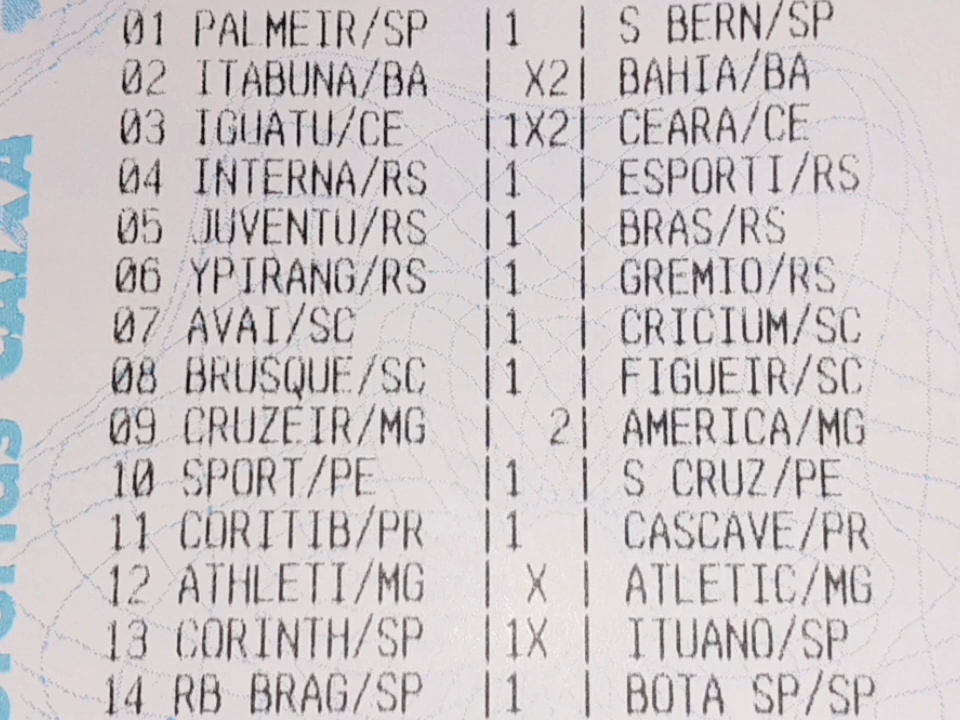 01 PALMEIR/SP |1 | S BERN/SP
02 ITABUNA/BA | X2| BAHIA/BA
03 IGUATU/CE |1X2| CEARA/CE
04 INTERNA/RS |1 | ESPORTI/RS
05 JUVENTU/RS |1 | BRAS/RS
06 YPIRANG/RS |1 | GREMIO/RS
07 AVAI/SC |1 | CRICIUM/SC
08 BRUSQUE/SC |1 | FIGUEIR/SC
09 CRUZEIR/MG | 2| AMERICA/MG
10 SPORT/PE |1 | S CRUZ/PE
11 CORITIB/PR |1 | CASCAVE/PR
12 ATHLETI/MG | X | ATLETIC/MG
13 CORINTH/SP |1X | ITUANO/SP
14 RB BRAG/SP |1 | BOTA SP/SP
CAIXA